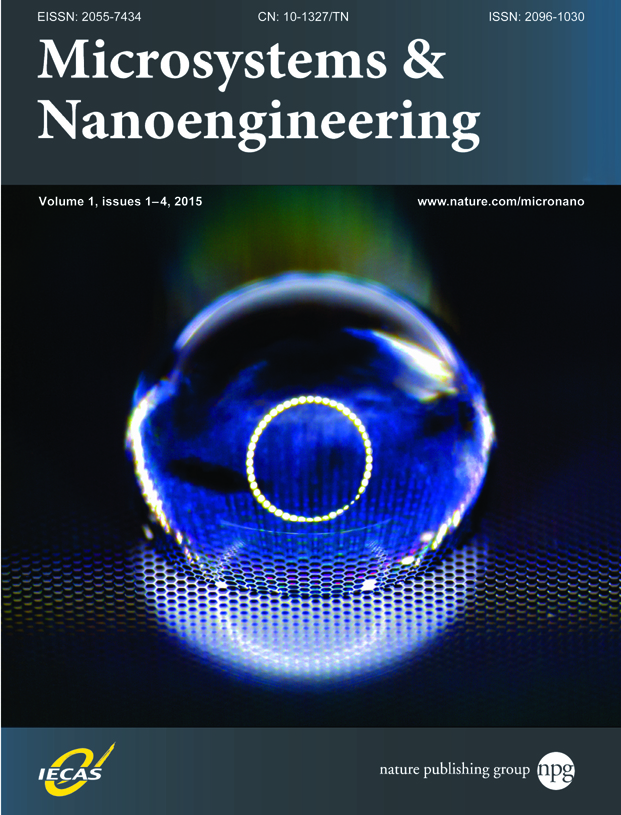 EISSN: 2055-7434 CN: 10-1327/TN ISSN: 2096-1030
Microsystems &
Nanoengineering
Volume 1, issues 1–4, 2015 www.nature.com/micronano
IECAS
nature publishing group npg